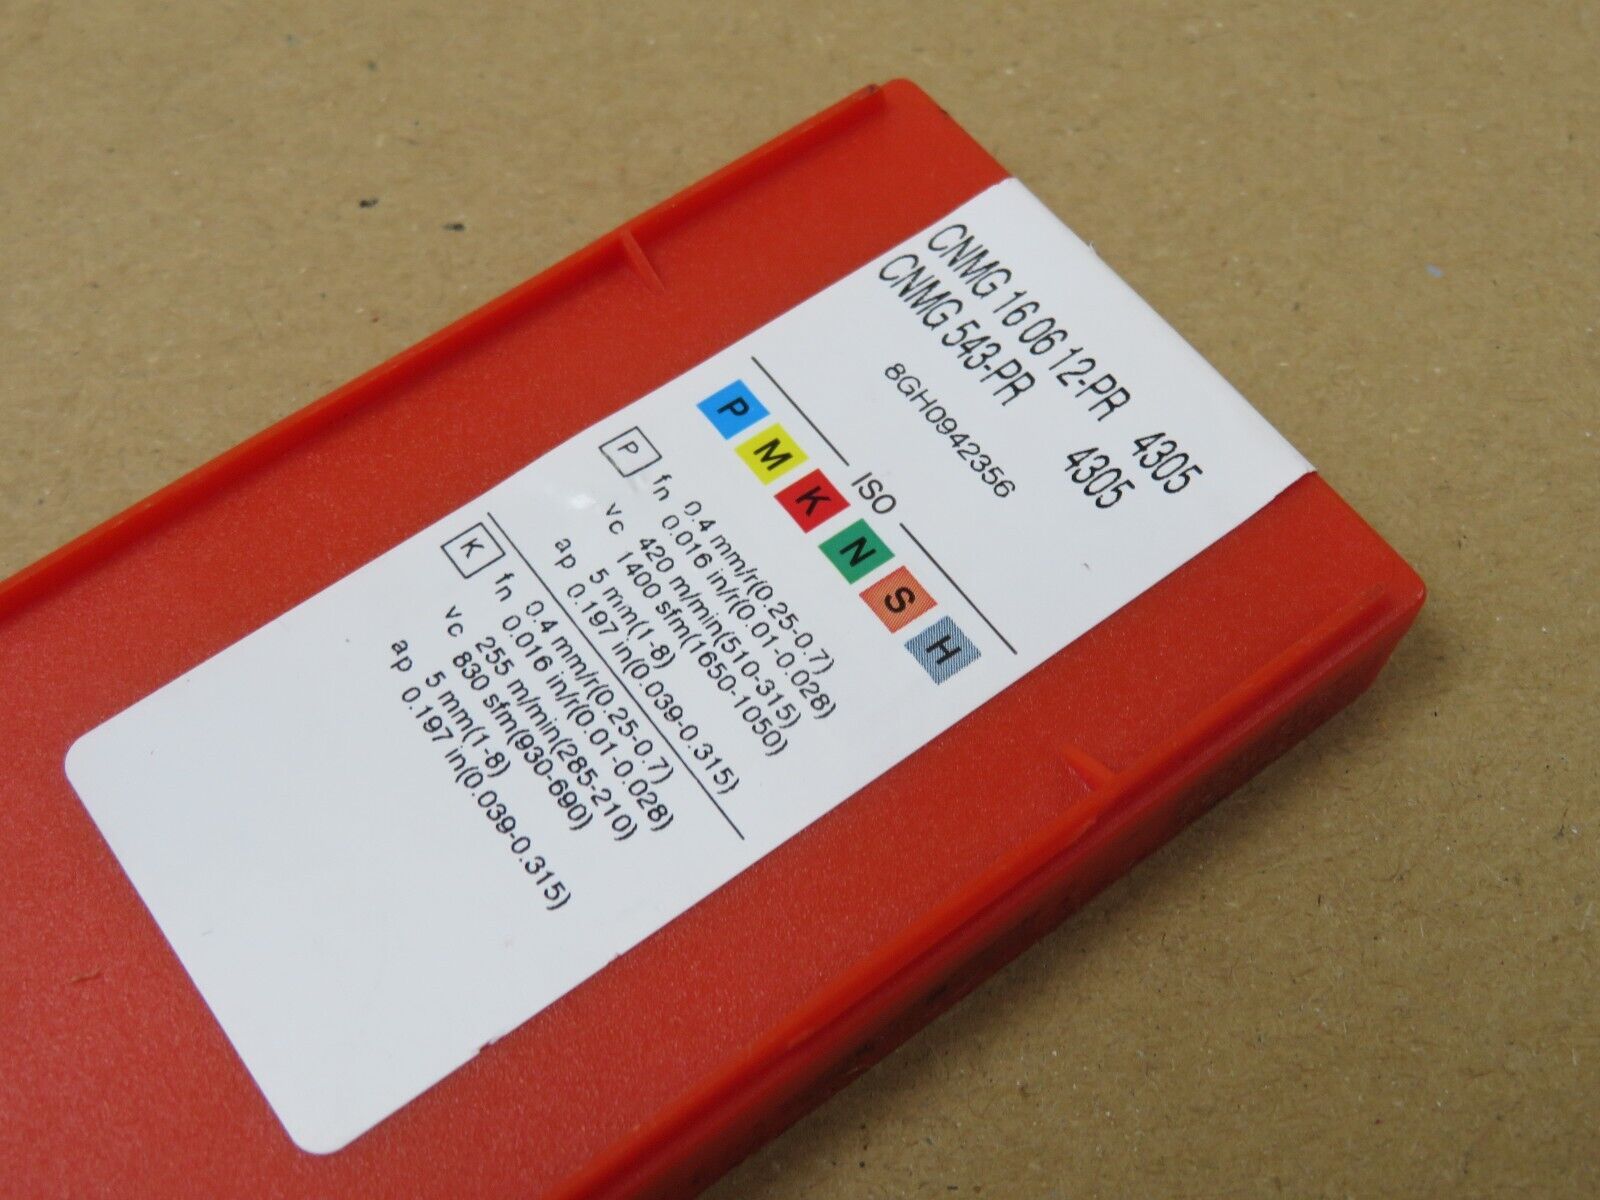 CNMG 16 06 12-PR 4305
CNMG 543-PR 4305
8GH0942356
ISO
P M K N S H
P fn 0.4 mm/r(0.25-0.7)
0.016 in/r(0.01-0.028)
vc 420 m/min(510-315)
1400 sfm(1650-1050)
ap 5 mm(1-8)
0.197 in(0.039-0.315)
K fn 0.4 mm/r(0.25-0.7)
0.016 in/r(0.01-0.028)
vc 255 m/min(285-210)
830 sfm(930-690)
ap 5 mm(1-8)
0.197 in(0.039-0.315)